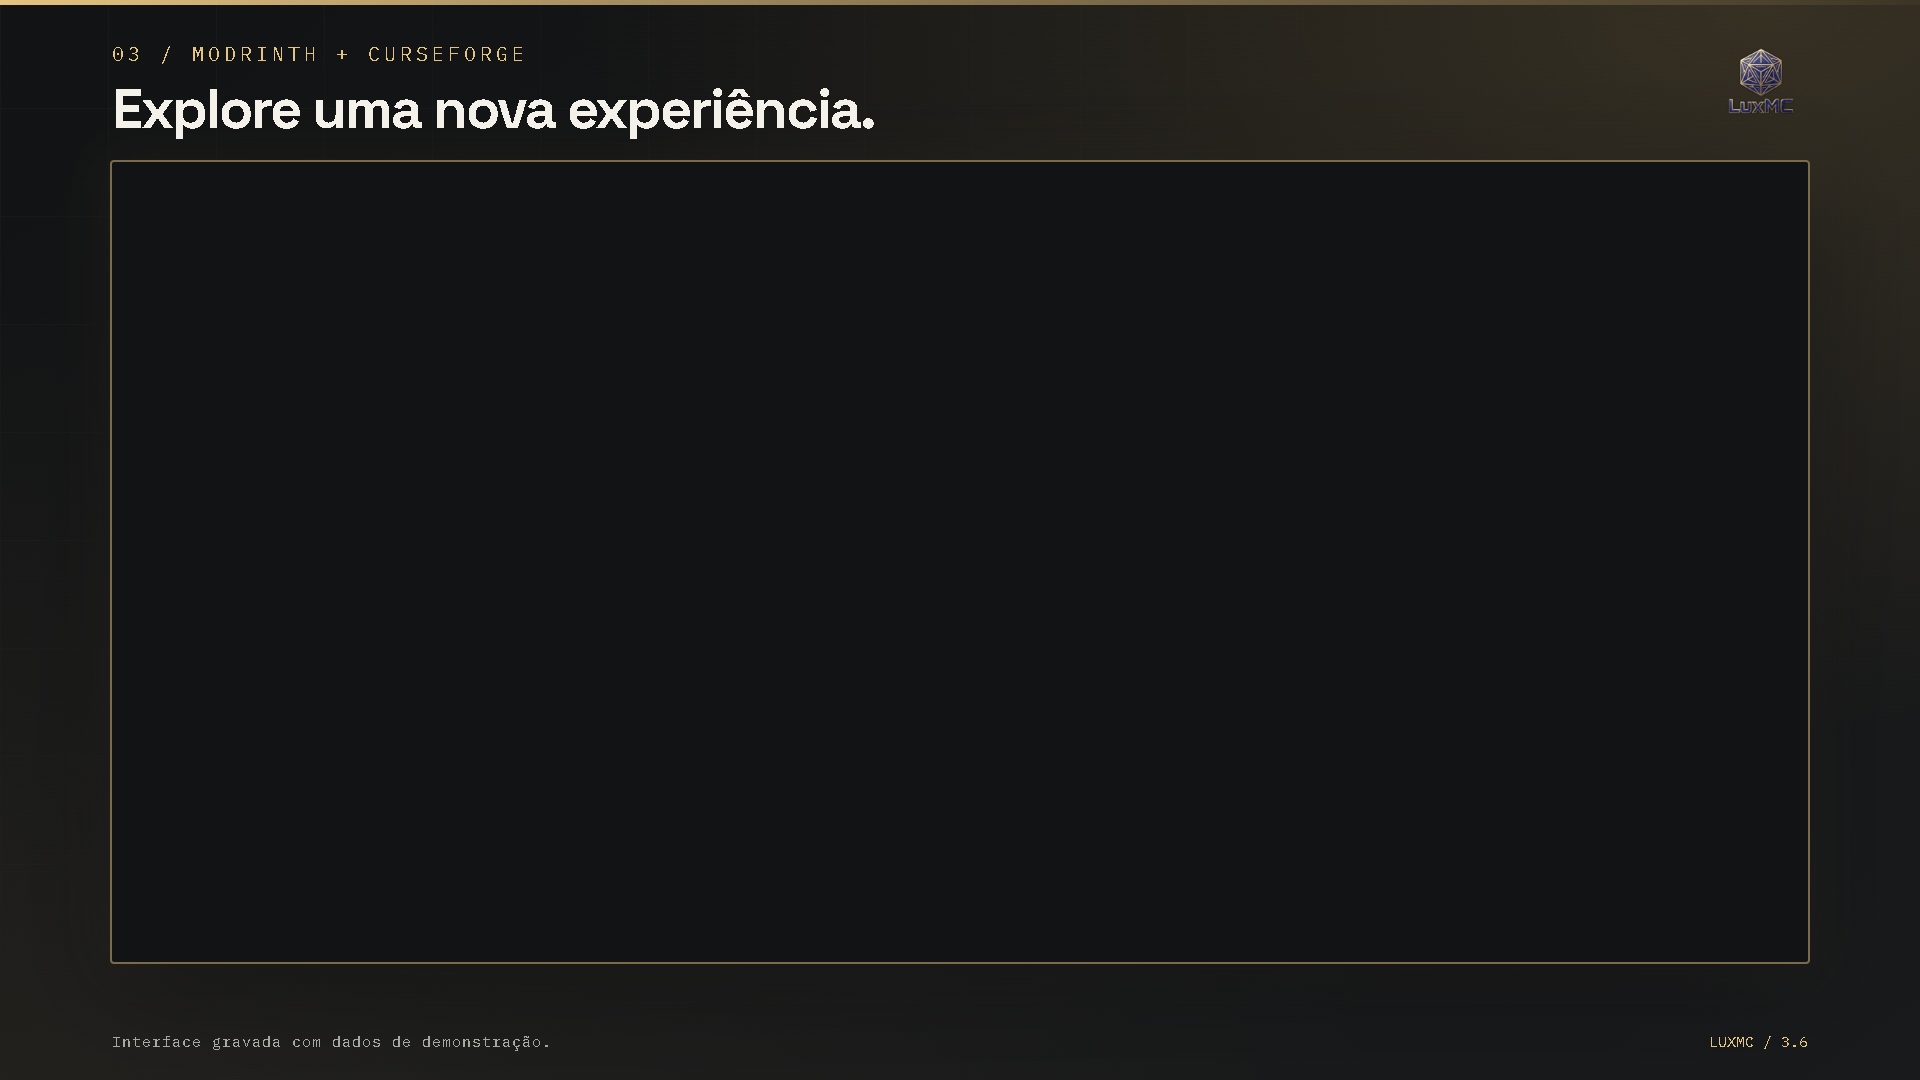 03 / MODRINTH + CURSEFORGE
Explore uma nova experiência.
LuxMC
Interface gravada com dados de demonstração.
LUXMC / 3.6